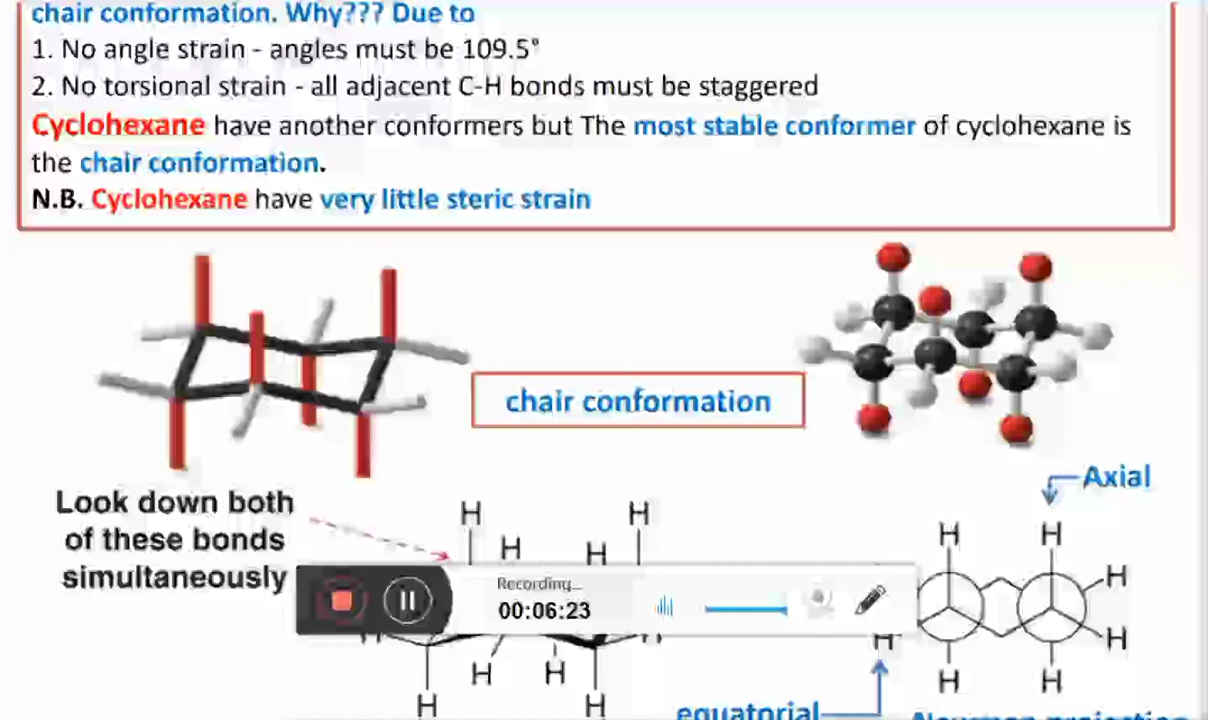 chair conformation. Why??? Due to
1. No angle strain - angles must be 109.5°
2. No torsional strain - all adjacent C-H bonds must be staggered
Cyclohexane have another conformers but The most stable conformer of cyclohexane is
the chair conformation.
N.B. Cyclohexane have very little steric strain
chair conformation
Axial
Look down both
of these bonds
simultaneously
H H
H H
H H
H
Recording...
00:06:23
H H
H
H
H H
H H
H H
equatorial
Newman projection